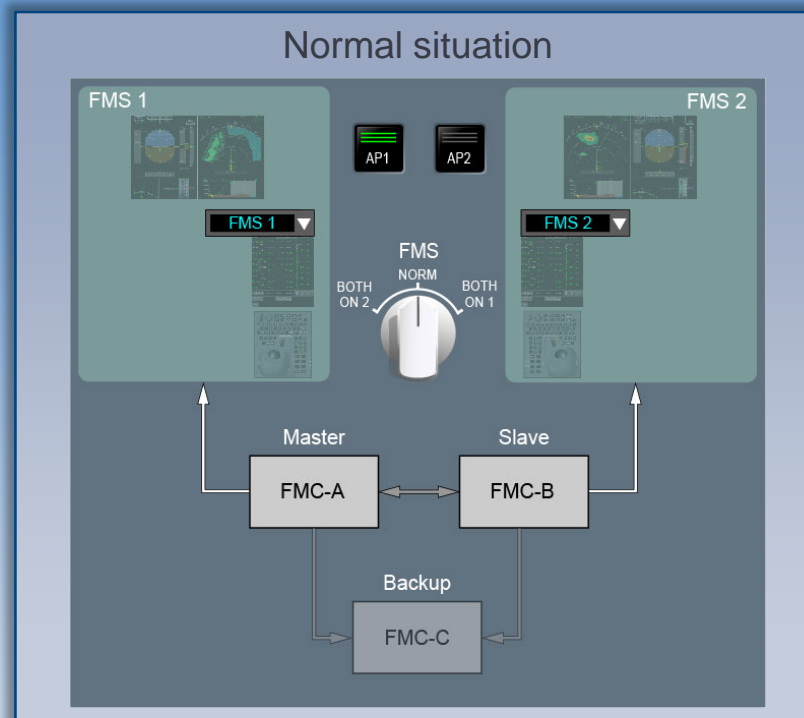 Normal situation
FMS 1
FMS 2
AP1
AP2
FMS 1
FMS 2
FMS
NORM
BOTH
ON 2
BOTH
ON 1
Master
Slave
FMC-A
FMC-B
Backup
FMC-C